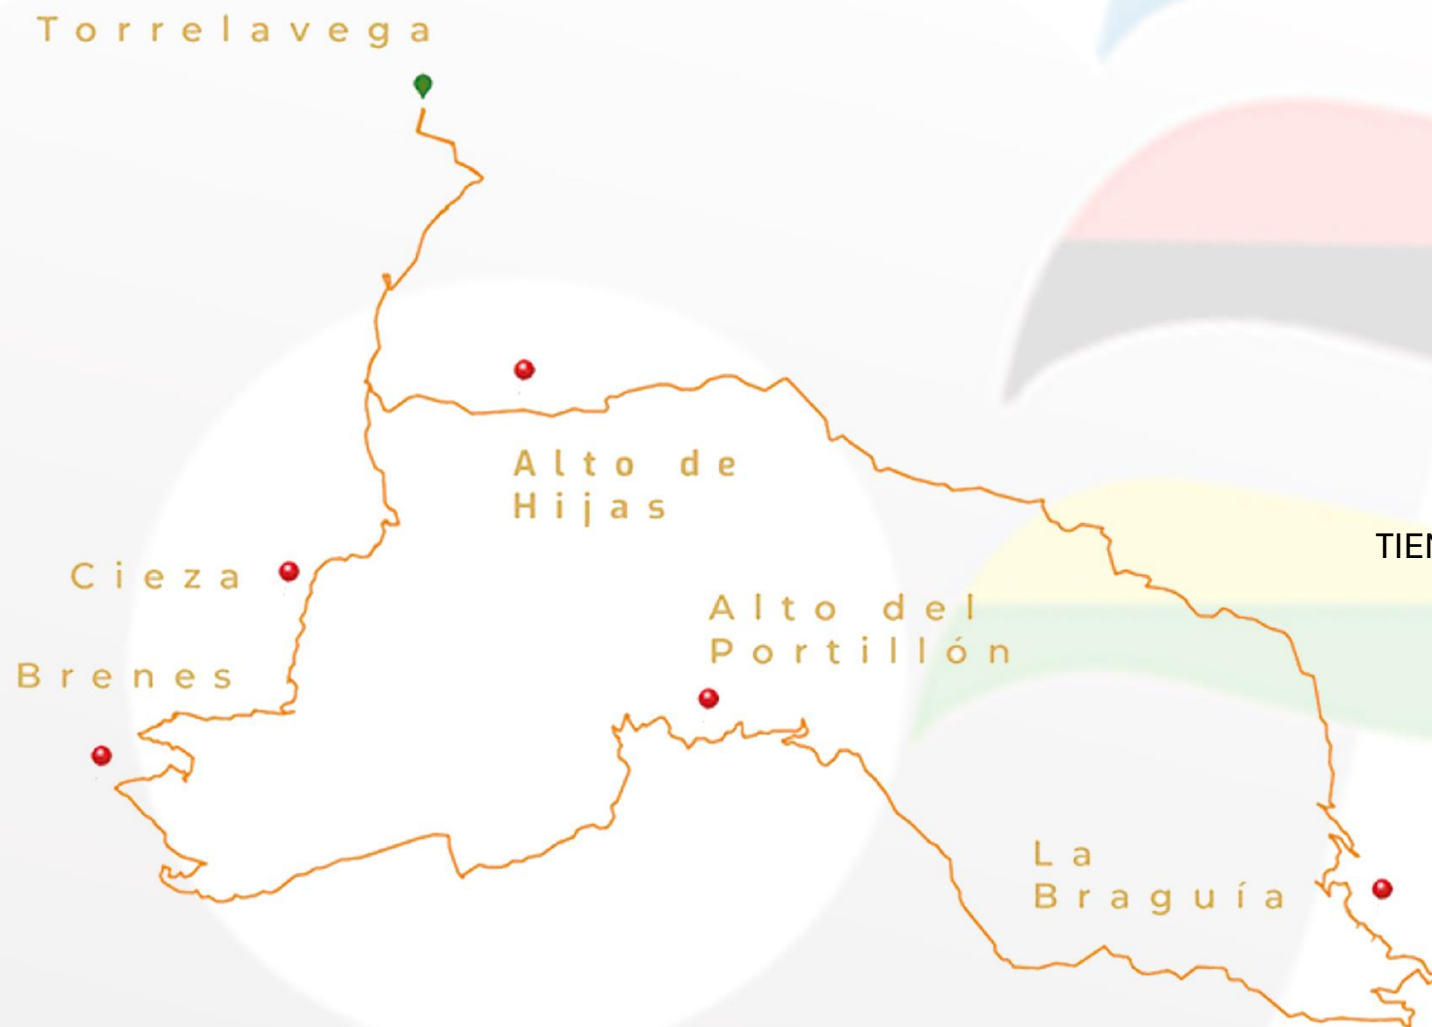 Torrelavega
Alto de
Hijas
Cieza
Alto del
Portillón
Brenes
La
Braguía